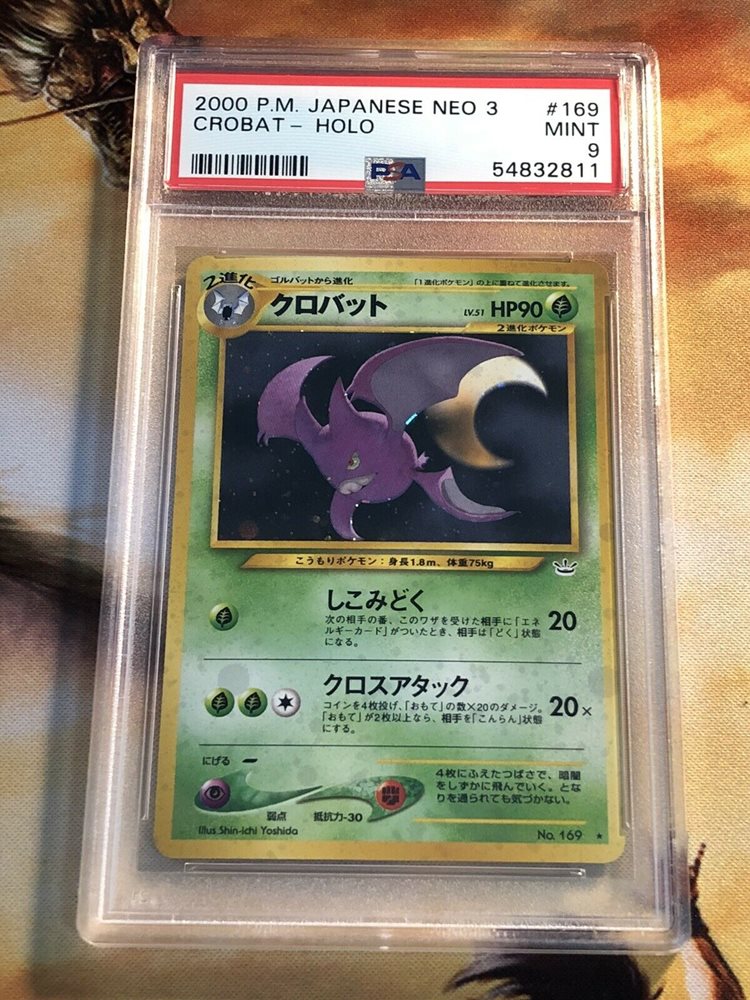 2000 P.M. JAPANESE NEO 3 #169
CROBAT - HOLO MINT
9
PSA 54832811
2進化 ゴルバットから進化 「1進化ポケモン」の上に重ねて進化させます。
クロバット LV.51 HP90
2進化ポケモン
こうもりポケモン：身長1.8m、体重75kg
しこみどく 20
次の相手の番、このワザを受けた相手に「エネ
ルギーカード」がついたとき、相手は「どく」状態
になる。
クロスアタック 20×
コインを4枚投げ、「おもて」の数×20のダメージ。
「おもて」が2枚以上なら、相手を「こんらん」状態
にする。
にげる
4枚にふえたつばさで、暗闇
をしずかに飛んでいく。とな
りを通られても気づかない。
弱点 抵抗力-30
Illus. Shin-ichi Yoshida No. 169 ★